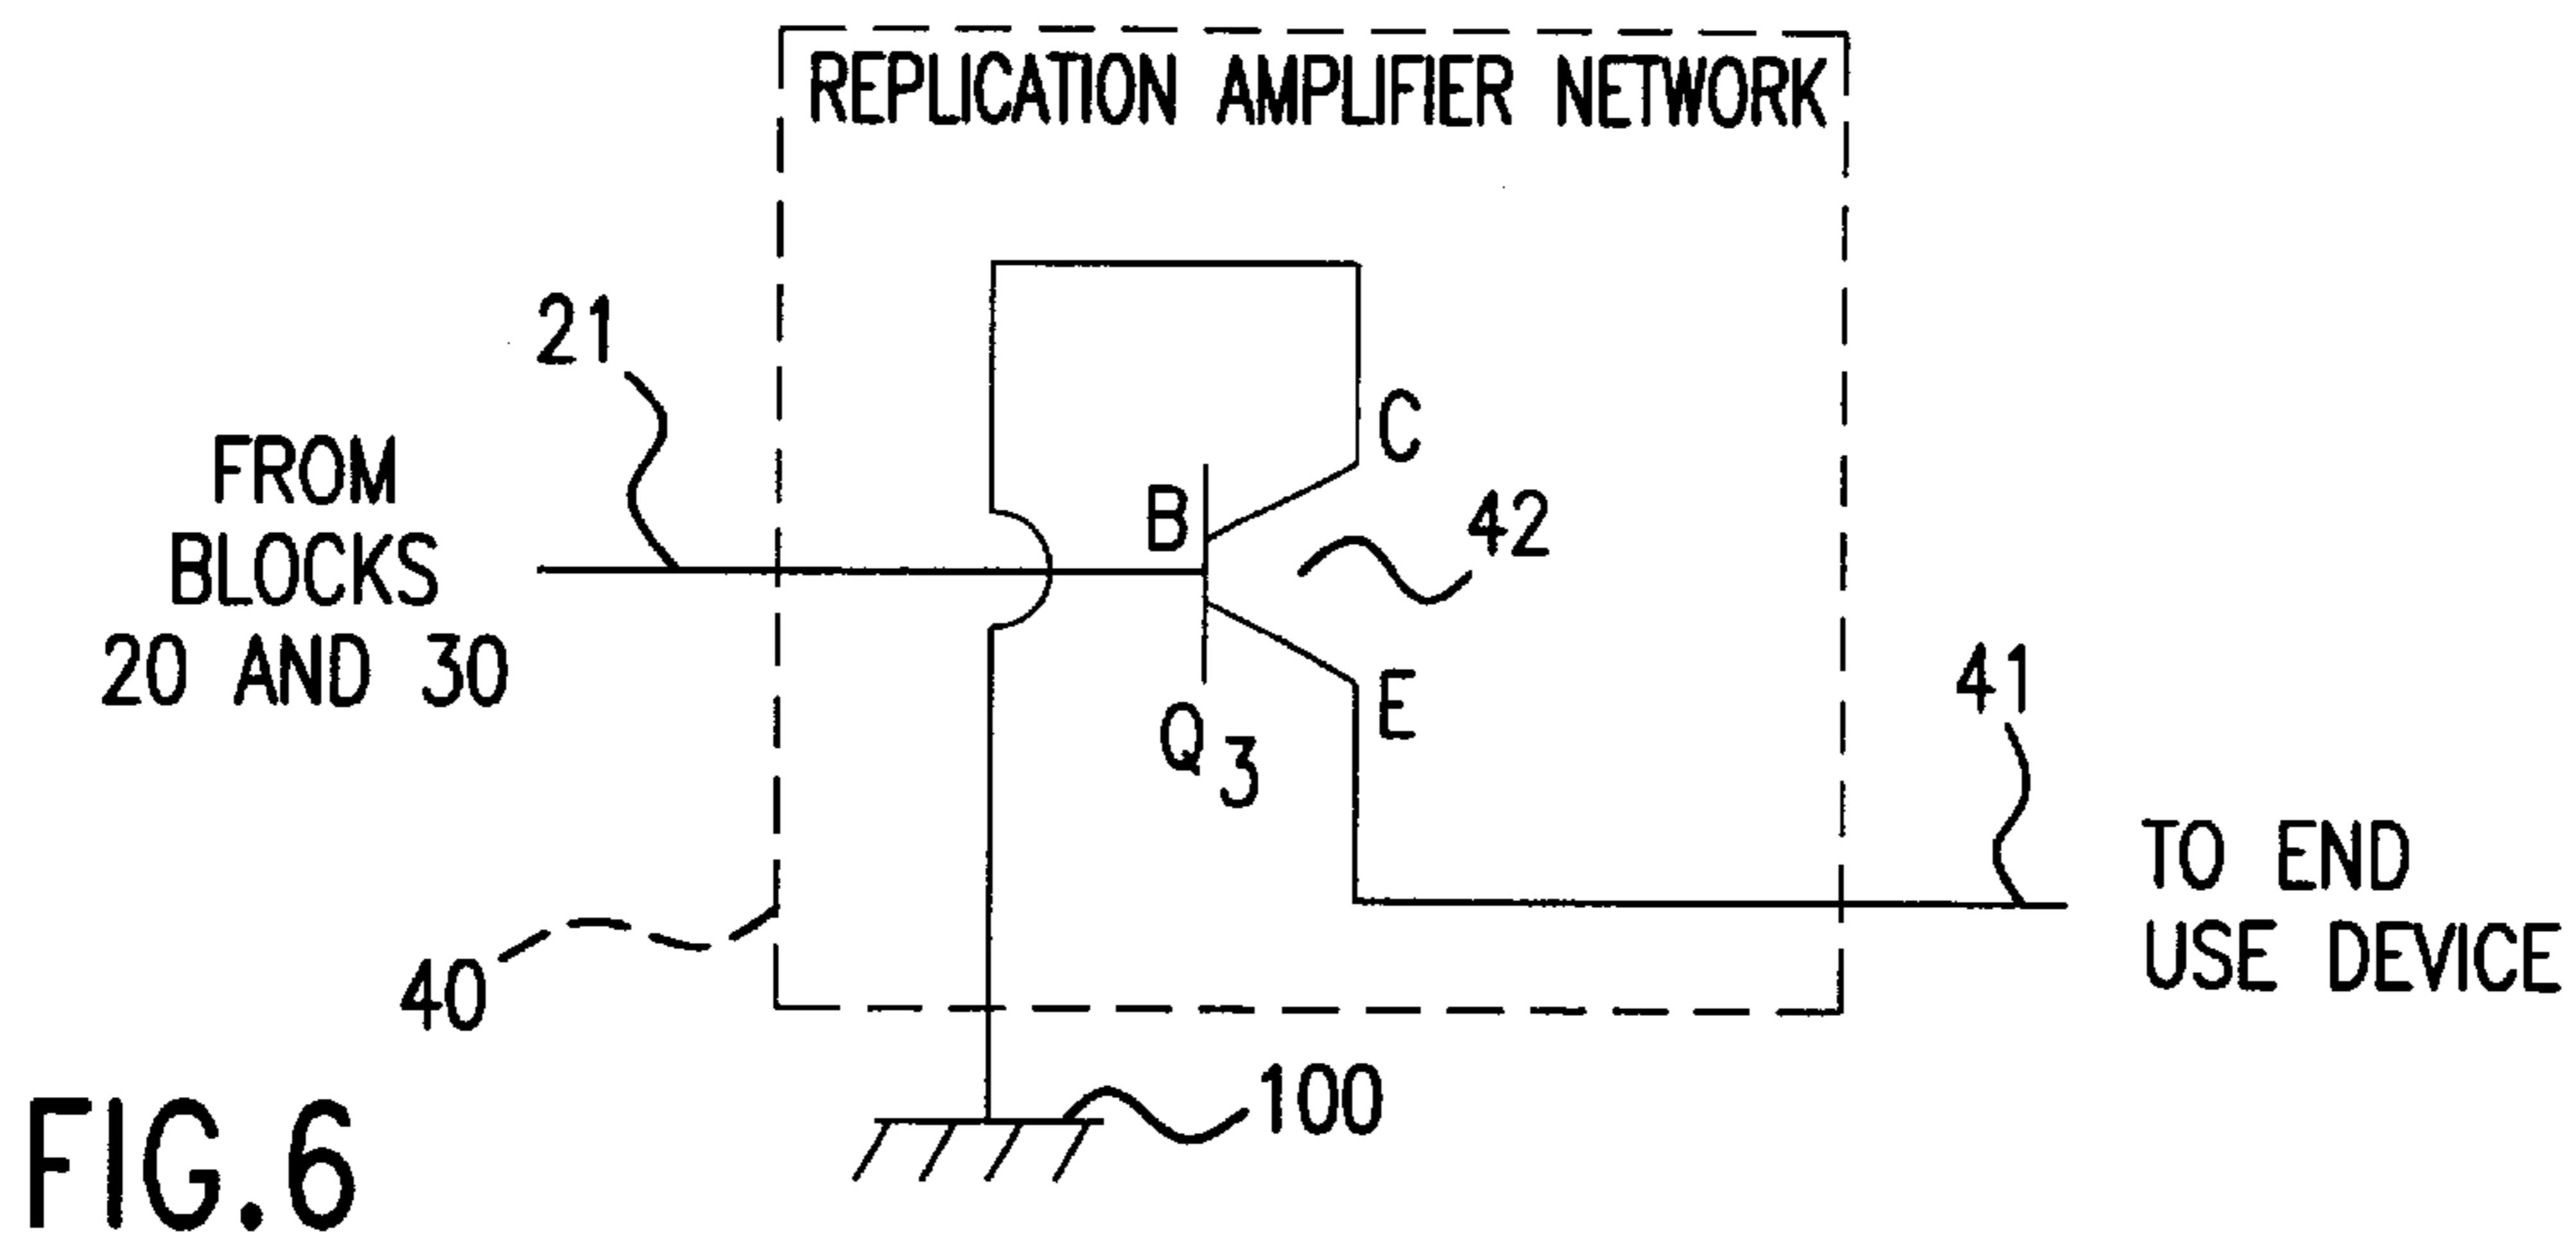 REPLICATION AMPLIFIER NETWORK
21
C
FROM
BLOCKS
20 AND 30
B
42
E
Q3
41
TO END
USE DEVICE
40
100
FIG.6